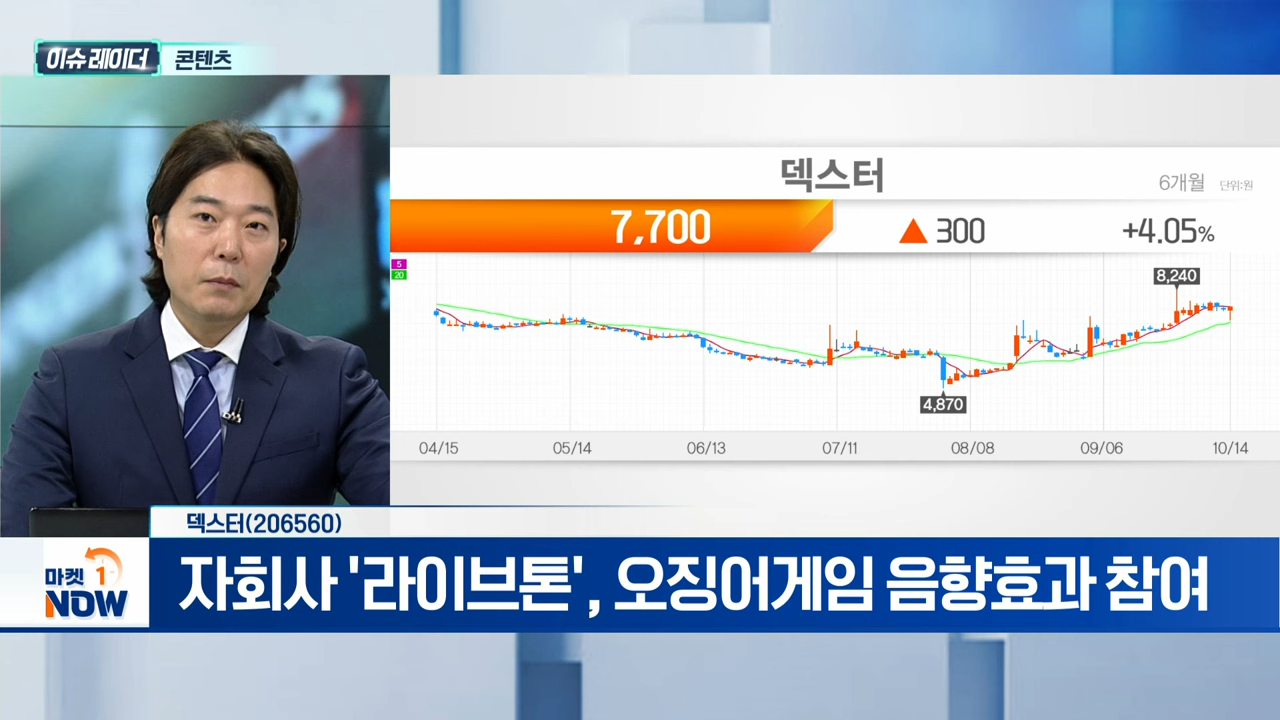 이슈 레이더 콘텐츠
덱스터
6개월 단위:원
7,700 ▲ 300 +4.05%
5
20
8,240
4,870
04/15 05/14 06/13 07/11 08/08 09/06 10/14
덱스터(206560)
마켓 1
NOW
자회사 '라이브톤', 오징어게임 음향효과 참여